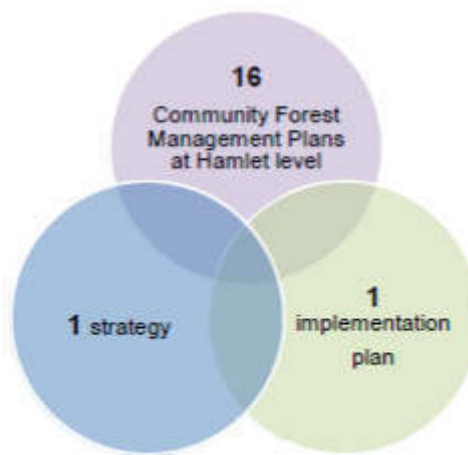 16
Community Forest
Management Plans
at Hamlet level
1 strategy
1
implementation
plan